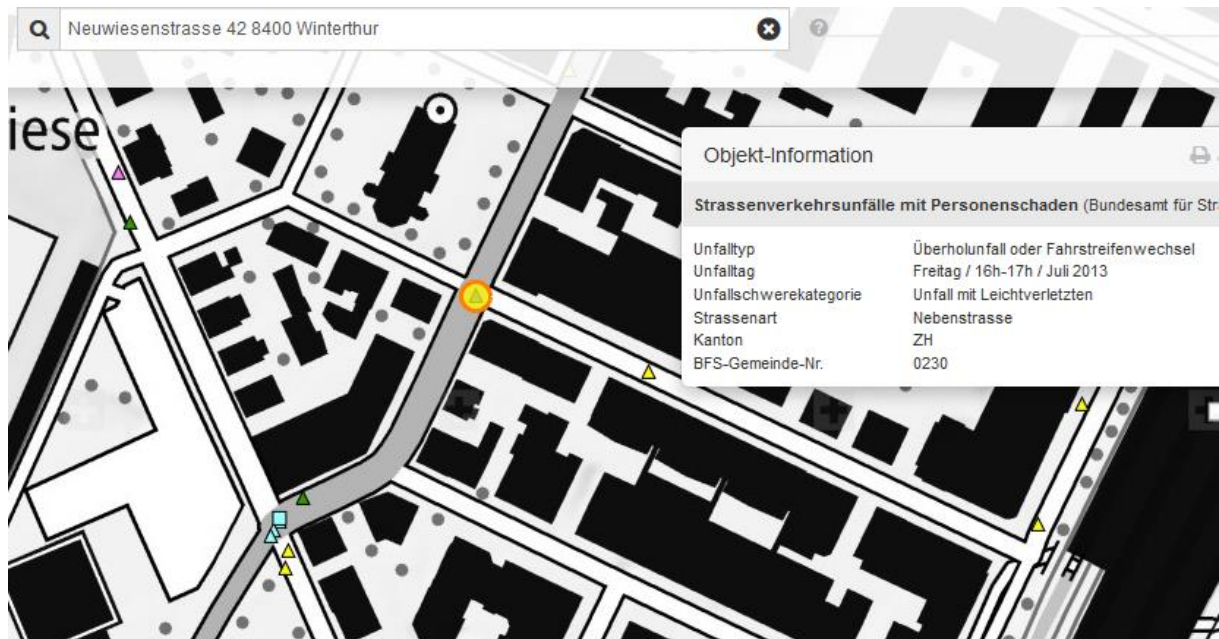 Neuwiesenstrasse 42 8400 Winterthur
?
iese
Objekt-Information
Strassenverkehrsunfälle mit Personenschaden (Bundesamt für Str
Unfalltyp Überholunfall oder Fahrstreifenwechsel
Unfalltag Freitag / 16h-17h / Juli 2013
Unfallschwerekategorie Unfall mit Leichtverletzten
Strassenart Nebenstrasse
Kanton ZH
BFS-Gemeinde-Nr. 0230